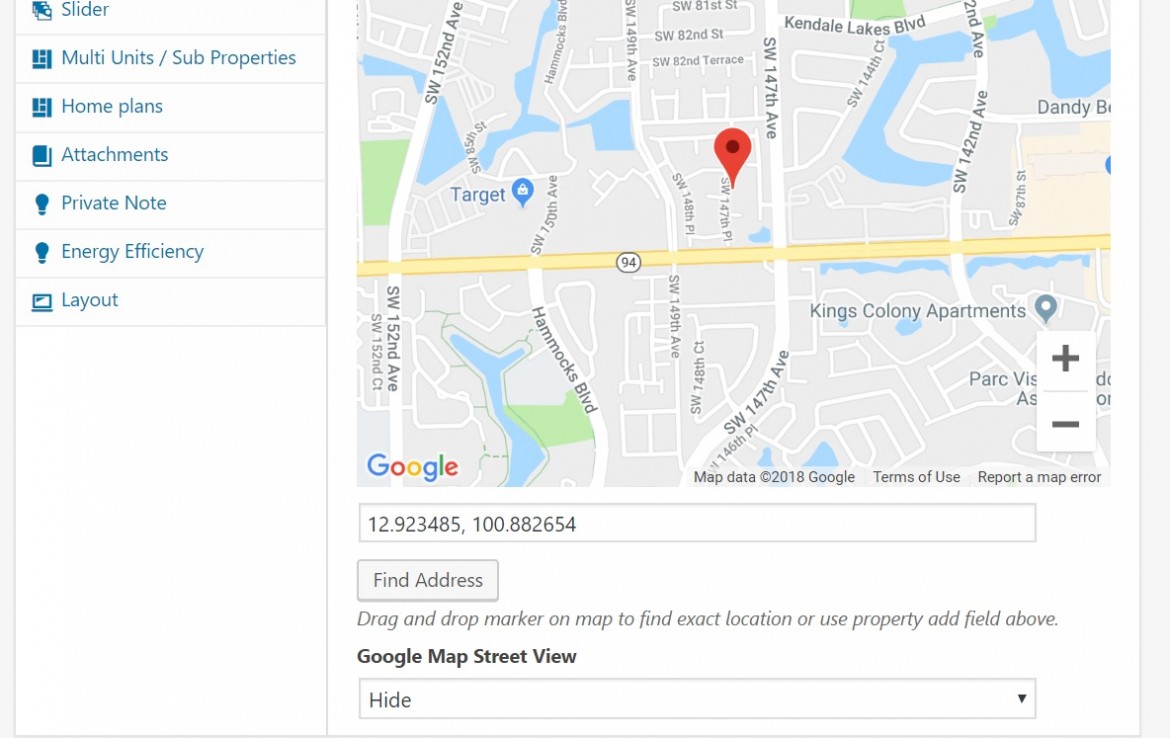 Slider
Multi Units / Sub Properties
Home plans
Attachments
Private Note
Energy Efficiency
Layout
SW 81st St
Kendale Lakes Blvd
SW 82nd St
SW 82nd Terrace
SW 152nd Ave
Hammocks Blvd
SW 149th Ave
SW 147th Ave
SW 144th Ct
2nd Ave
SW 142nd Ave
Dandy Be
SW 85th St
Target
SW 150th Ave
SW 148th Pl
SW 147th Pl
SW 87th St
94
SW 152nd Ave
SW 152nd Ct
Hammocks Blvd
SW 149th Ave
SW 148th Ct
SW 147th Ave
146th Pl
Kings Colony Apartments
Parc Vis
As
Google
Map data ©2018 Google
Terms of Use
Report a map error
12.923485, 100.882654
Find Address
Drag and drop marker on map to find exact location or use property add field above.
Google Map Street View
Hide